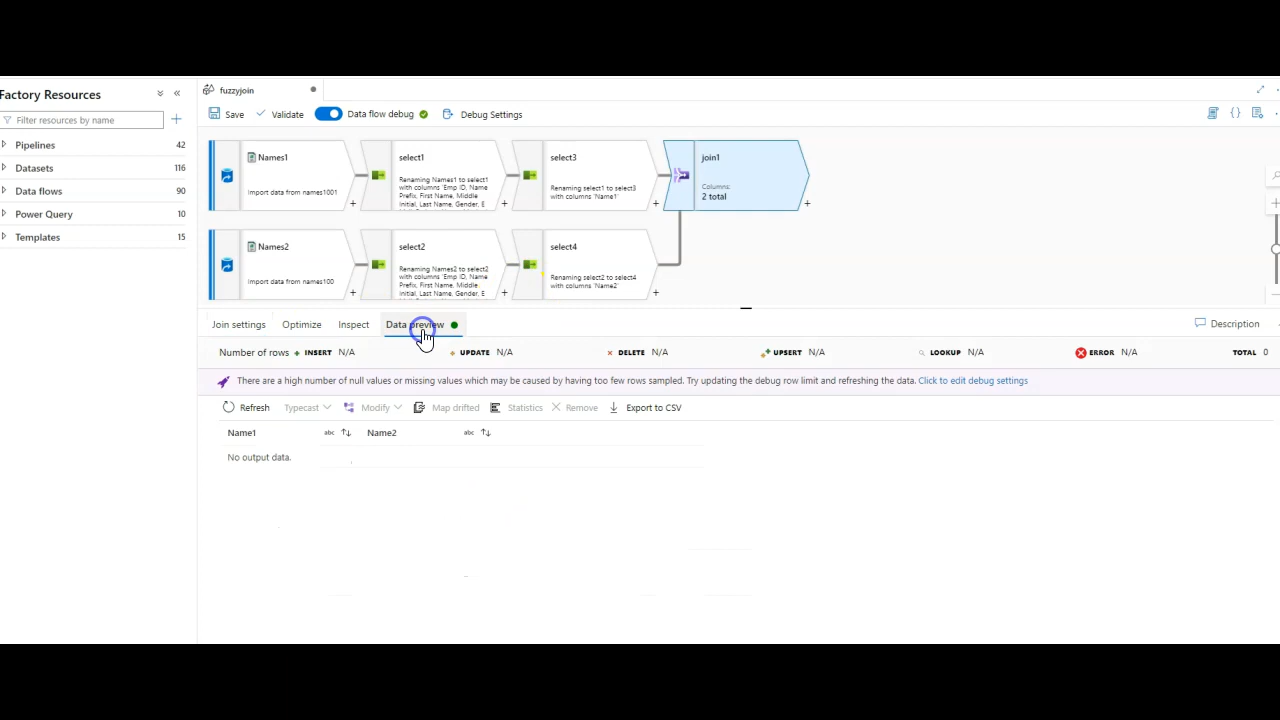 Factory Resources
Filter resources by name
Pipelines 42
Datasets 116
Data flows 90
Power Query 10
Templates 15
fuzzyjoin
Save Validate Data flow debug Debug Settings
Names1
Import data from names1001
select1
Renaming Names1 to select1
with columns 'Emp ID, Name
Prefix, First Name, Middle
Initial, Last Name, Gender, E
select3
Renaming select1 to select3
with columns 'Name1'
join1
Columns:
2 total
Names2
Import data from names100
select2
Renaming Names2 to select2
with columns 'Emp ID, Name
Prefix, First Name, Middle
Initial, Last Name, Gender, E
select4
Renaming select2 to select4
with columns 'Name2'
Join settings Optimize Inspect Data preview Description
Number of rows INSERT N/A UPDATE N/A DELETE N/A UPSERT N/A LOOKUP N/A ERROR N/A TOTAL 0
There are a high number of null values or missing values which may be caused by having too few rows sampled. Try updating the debug row limit and refreshing the data. Click to edit debug settings
Refresh Typecast Modify Map drifted Statistics Remove Export to CSV
Name1 abc Name2 abc
No output data.